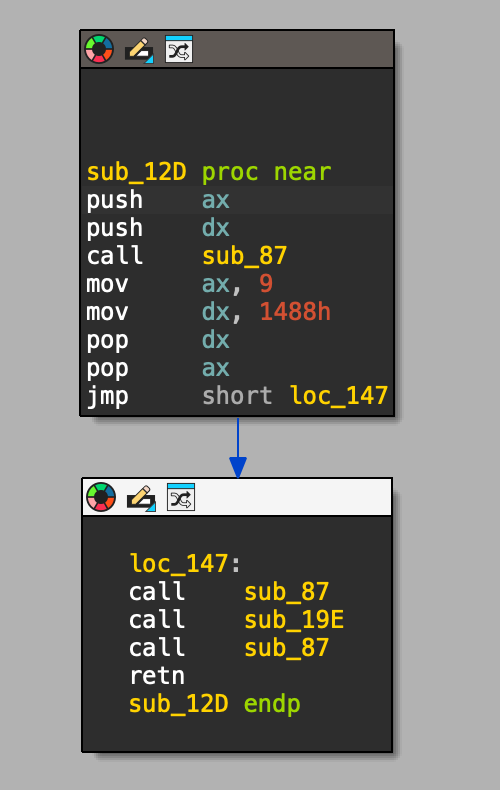 sub_12D proc near
push ax
push dx
call sub_87
mov ax, 9
mov dx, 1488h
pop dx
pop ax
jmp short loc_147
loc_147:
call sub_87
call sub_19E
call sub_87
retn
sub_12D endp